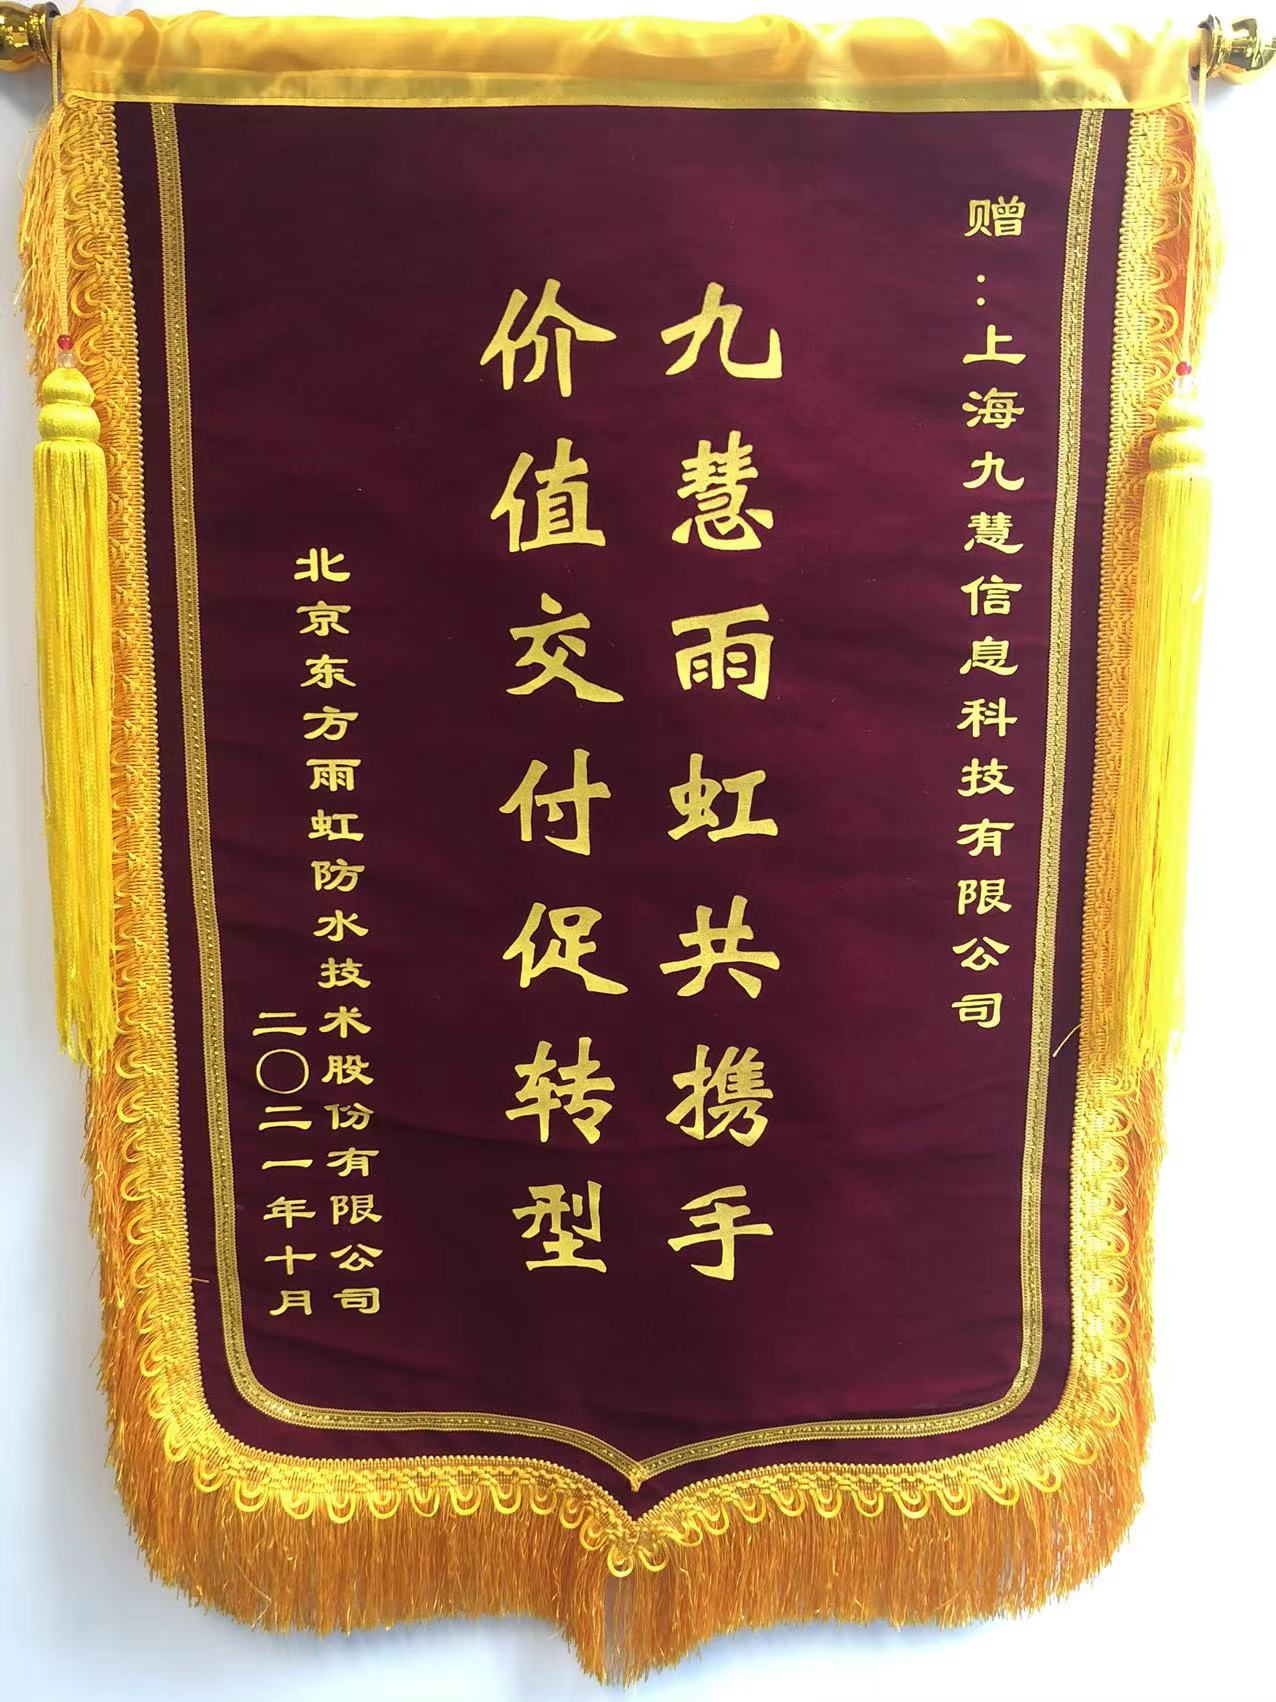 赠:上海九慧信息科技有限公司
九慧雨虹共携手
价值交付促转型
北京东方雨虹防水技术股份有限公司
二〇二一年十月